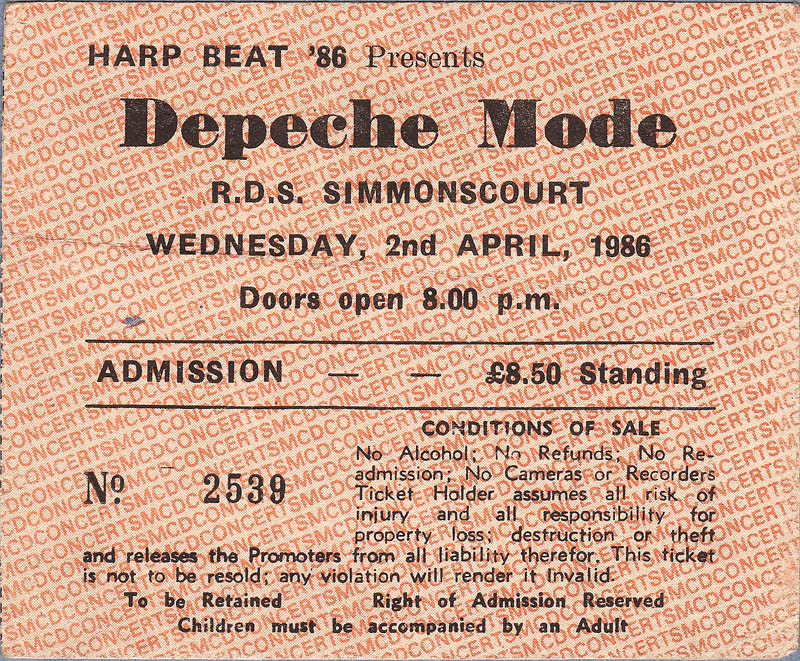 HARP BEAT '86 Presents
Depeche Mode
R.D.S. SIMMONSCOURT
WEDNESDAY, 2nd APRIL, 1986
Doors open 8.00 p.m.
ADMISSION — — £8.50 Standing
CONDITIONS OF SALE
No Alcohol; No Refunds; No Re-
admission; No Cameras or Recorders
Ticket Holder assumes all risk of
injury and all responsibility for
property loss; destruction or theft
and releases the Promoters from all liability therefor. This ticket
is not to be resold; any violation will render it Invalid.
Nº 2539
To be Retained Right of Admission Reserved
Children must be accompanied by an Adult
MCDCONCERTSMCDCONCERTSMCDCONCERTS